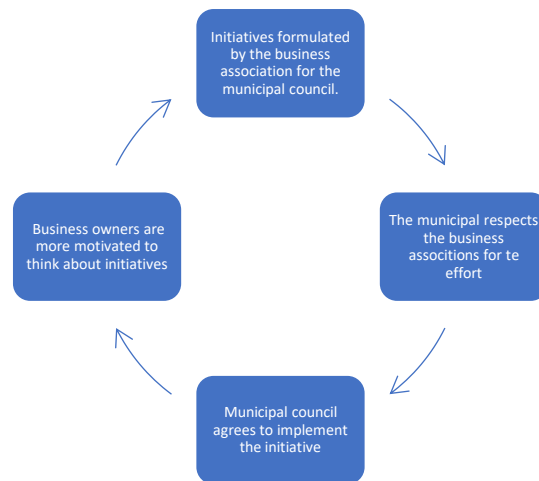 Initiatives formulated
by the business
association for the
municipal council.
The municipal respects
the business
associtions for te
effort
Municipal council
agrees to implement
the initiative
Business owners are
more motivated to
think about initiatives